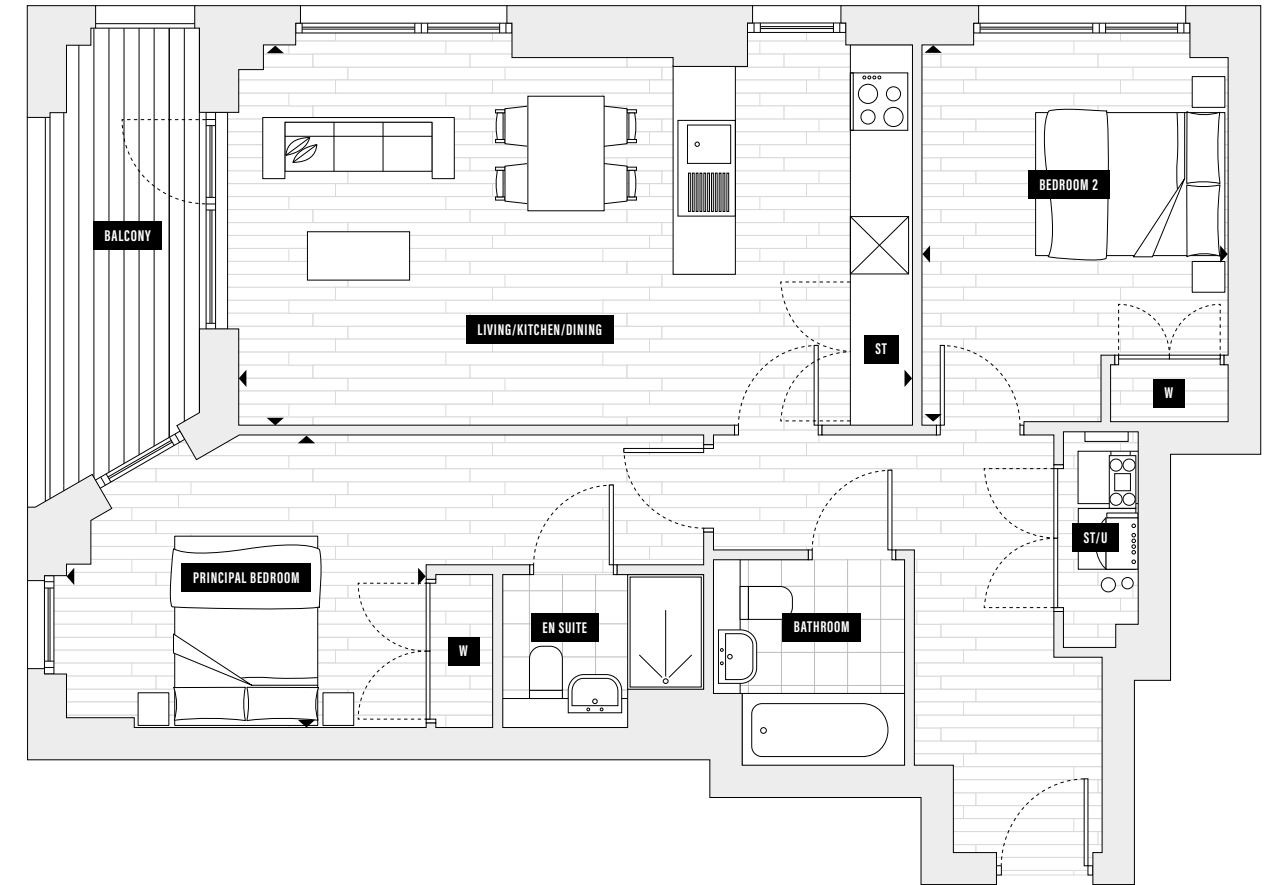 BEDROOM 2
BALCONY
LIVING/KITCHEN/DINING
ST
W
ST/U
PRINCIPAL BEDROOM
EN SUITE
BATHROOM
W